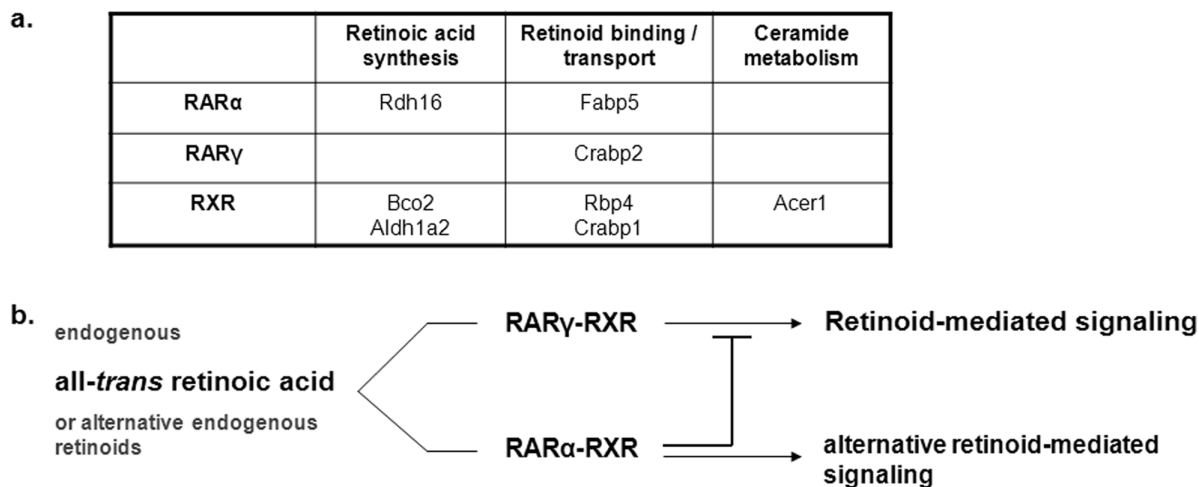 a.
Retinoic acid synthesis
Retinoid binding / transport
Ceramide metabolism
RARα
Rdh16
Fabp5
RARγ
Crabp2
RXR
Bco2
Aldh1a2
Rbp4
Crabp1
Acer1
b.
endogenous
all-trans retinoic acid
or alternative endogenous
retinoids
RARγ-RXR
Retinoid-mediated signaling
RARα-RXR
alternative retinoid-mediated
signaling